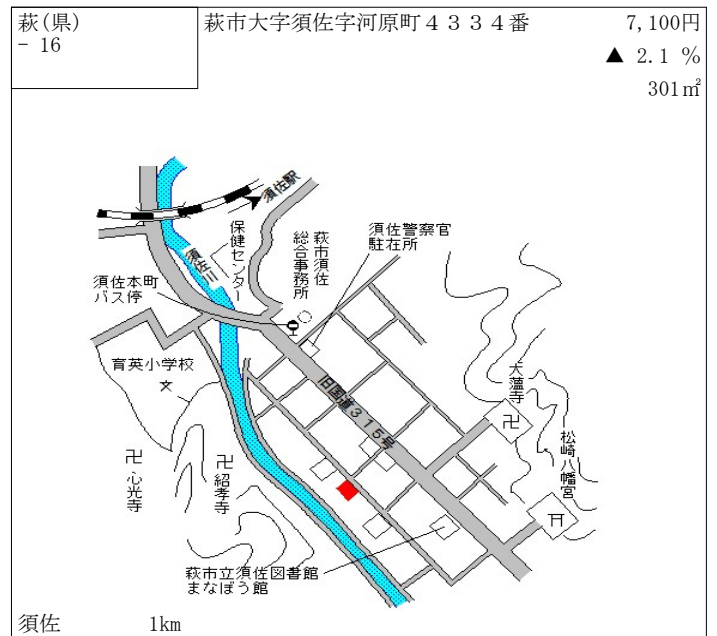 萩(県)
- 16
萩市大字須佐字河原町４３３４番
7,100円
▲ 2.1 %
301㎡
須佐駅
須佐川
保健センター
萩市須佐
総合事務所
須佐警察官
駐在所
須佐本町
バス停
育英小学校
文
旧国道３１５号
大薀寺
卍
松崎八幡宮
卍
心光寺
卍
紹孝寺
萩市立須佐図書館
まなぼう館
須佐 1km